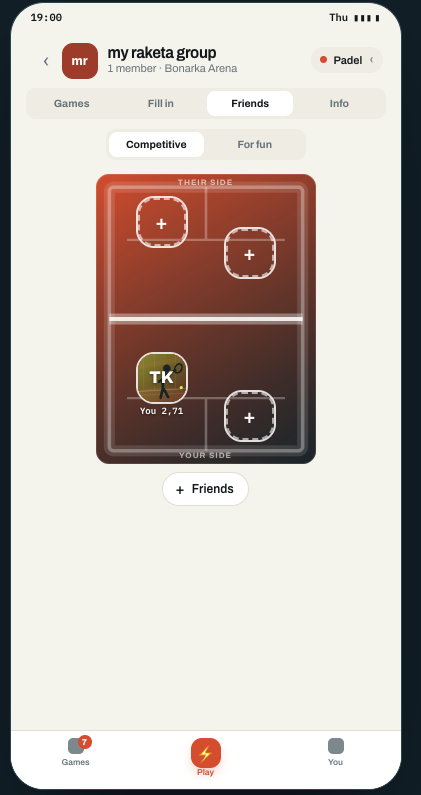 19:00 Thu
mr my raketa group
1 member · Bonarka Arena
Padel
Games Fill in Friends Info
Competitive For fun
THEIR SIDE
+
+
TK
You 2,71
+
YOUR SIDE
+ Friends
7
Games Play You